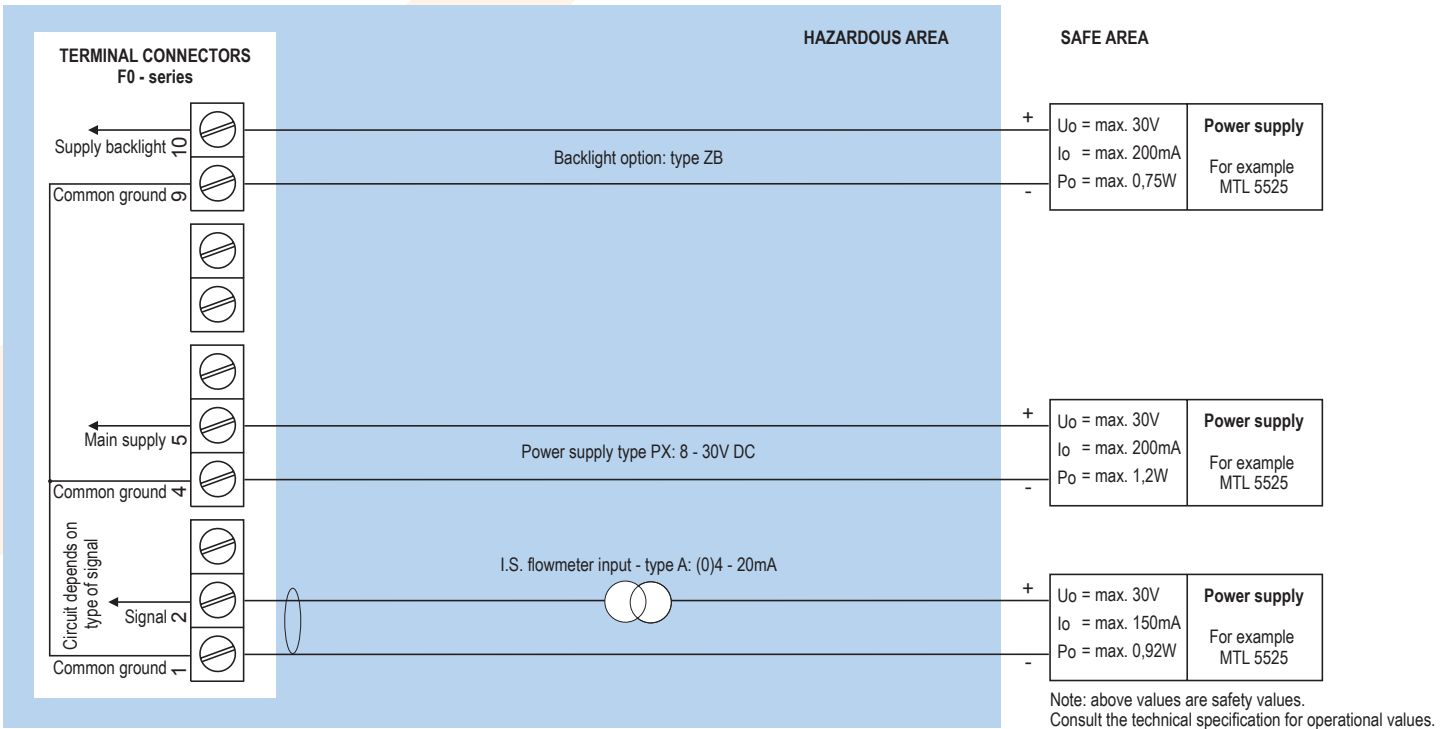 HAZARDOUS AREA
SAFE AREA
TERMINAL CONNECTORS
F0 - series
Supply backlight 10
Common ground 9
Backlight option: type ZB
+
-
Uo = max. 30V
Io = max. 200mA
Po = max. 0,75W
Power supply
For example
MTL 5525
Main supply 5
Common ground 4
Power supply type PX: 8 - 30V DC
+
-
Uo = max. 30V
Io = max. 200mA
Po = max. 1,2W
Power supply
For example
MTL 5525
Circuit depends on
type of signal
Signal 2
Common ground 1
I.S. flowmeter input - type A: (0)4 - 20mA
+
-
Uo = max. 30V
Io = max. 150mA
Po = max. 0,92W
Power supply
For example
MTL 5525
Note: above values are safety values.
Consult the technical specification for operational values.